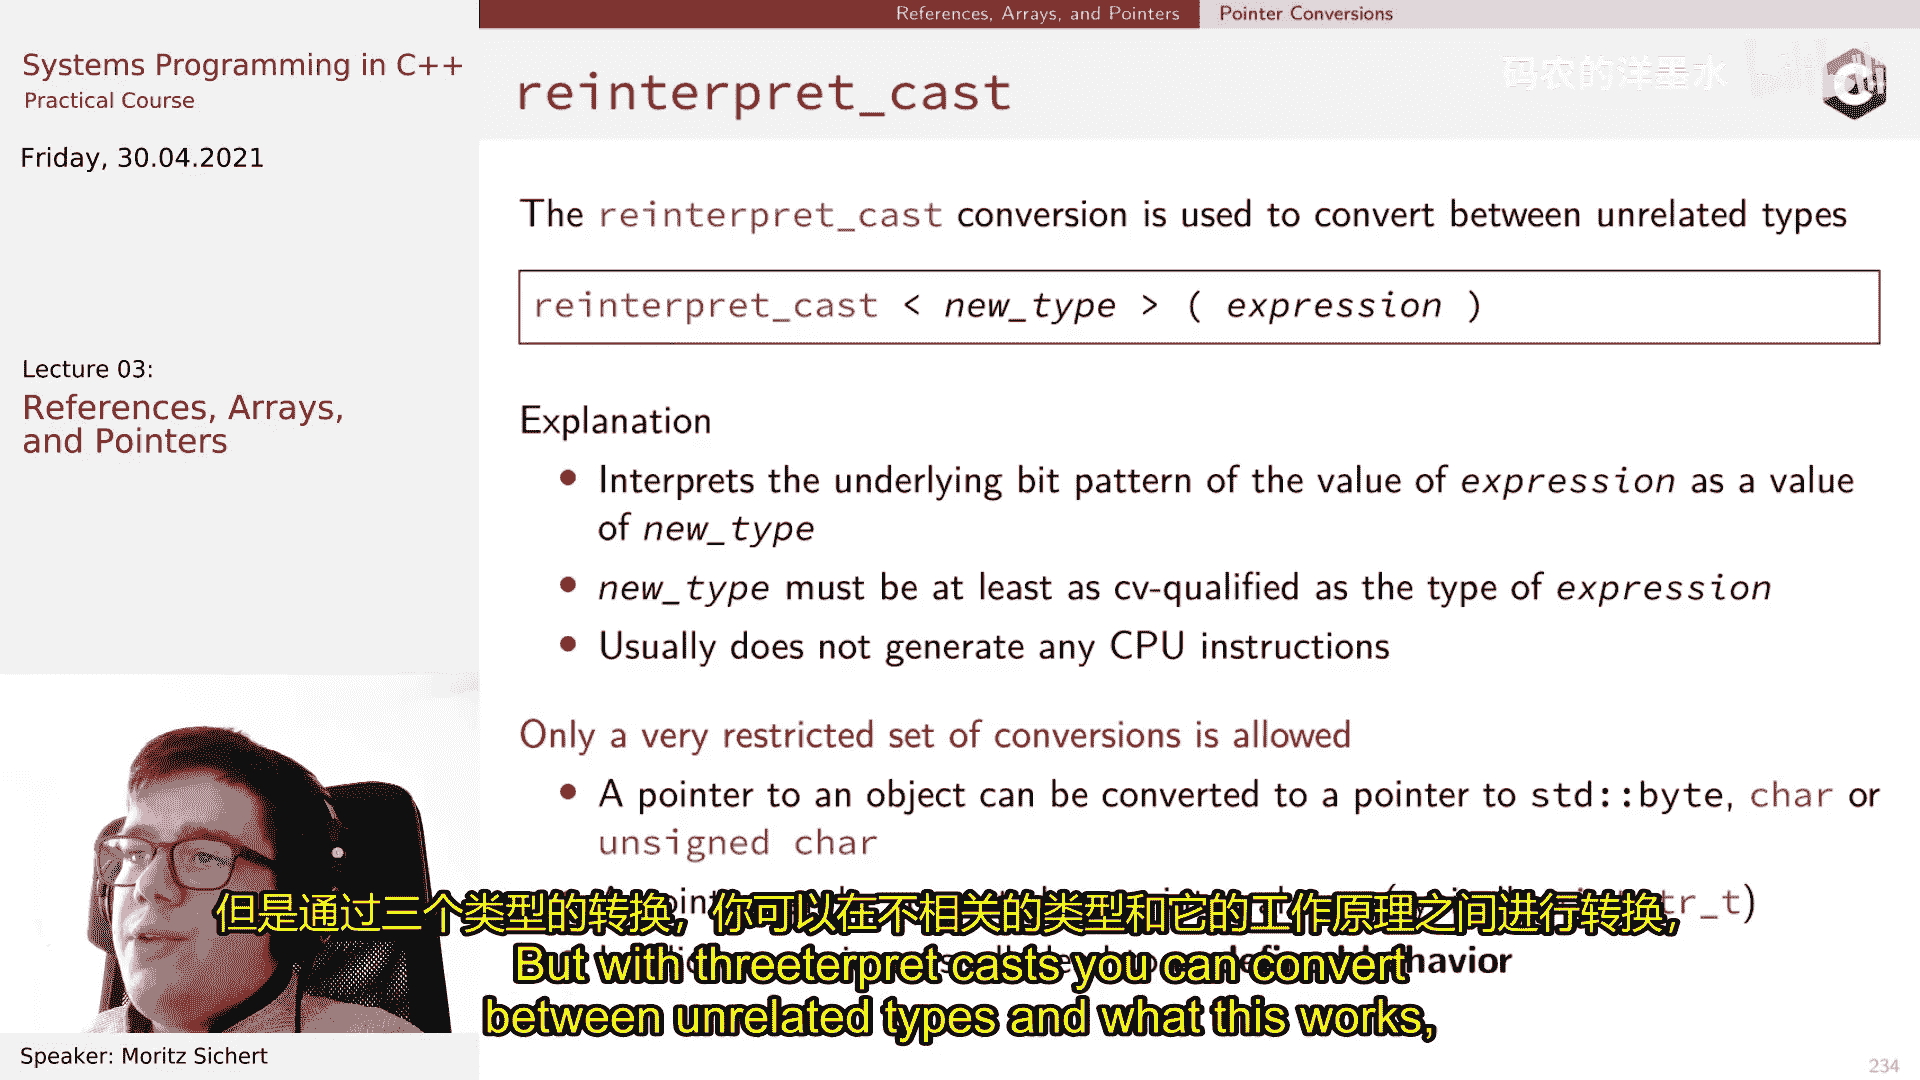 References, Arrays, and Pointers
Pointer Conversions
Systems Programming in C++
Practical Course
Friday, 30.04.2021
Lecture 03:
References, Arrays,
and Pointers
Speaker: Moritz Sichert
reinterpret_cast
码农的洋墨水
The reinterpret_cast conversion is used to convert between unrelated types
reinterpret_cast < new_type > ( expression )
Explanation
Interprets the underlying bit pattern of the value of expression as a value
of new_type
new_type must be at least as cv-qualified as the type of expression
Usually does not generate any CPU instructions
Only a very restricted set of conversions is allowed
A pointer to an object can be converted to a pointer to std::byte, char or
unsigned char
但是通过三个类型的转换，你可以在不相关的类型和它的工作原理之间进行转换，
But with threeterpret casts you can convert
between unrelated types and what this works,
234